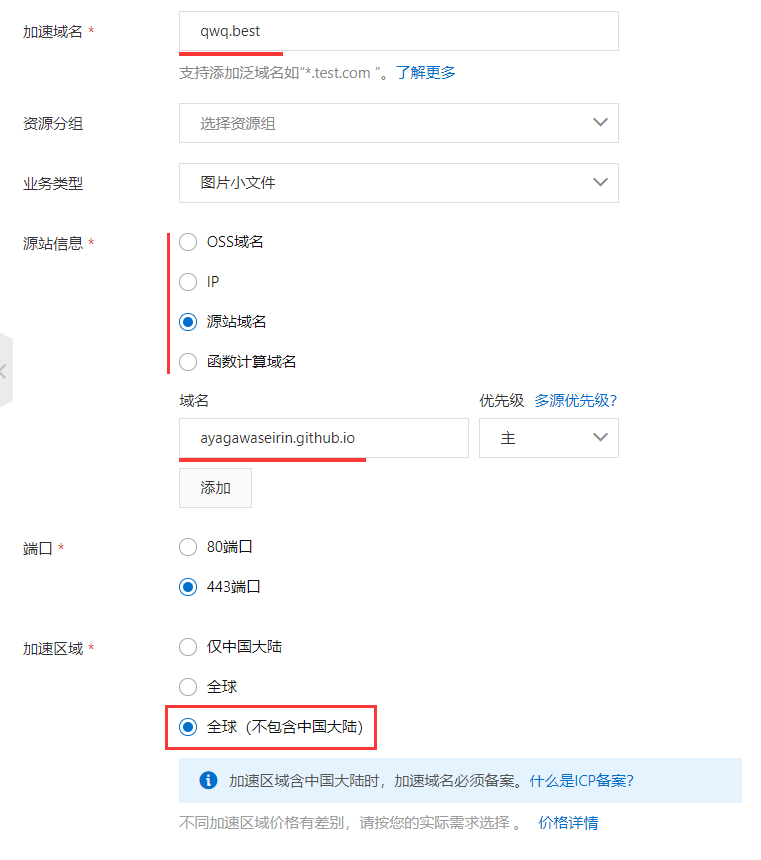 加速域名 * qwq.best
支持添加泛域名如“*.test.com ”。了解更多
资源分组 选择资源组
业务类型 图片小文件
源站信息 * OSS域名
IP
源站域名
函数计算域名
域名 优先级 多源优先级?
ayagawaseirin.github.io 主
添加
端口 * 80端口
443端口
加速区域 * 仅中国大陆
全球
全球（不包含中国大陆）
加速区域含中国大陆时，加速域名必须备案。什么是ICP备案?
不同加速区域价格有差别，请按您的实际需求选择 。 价格详情